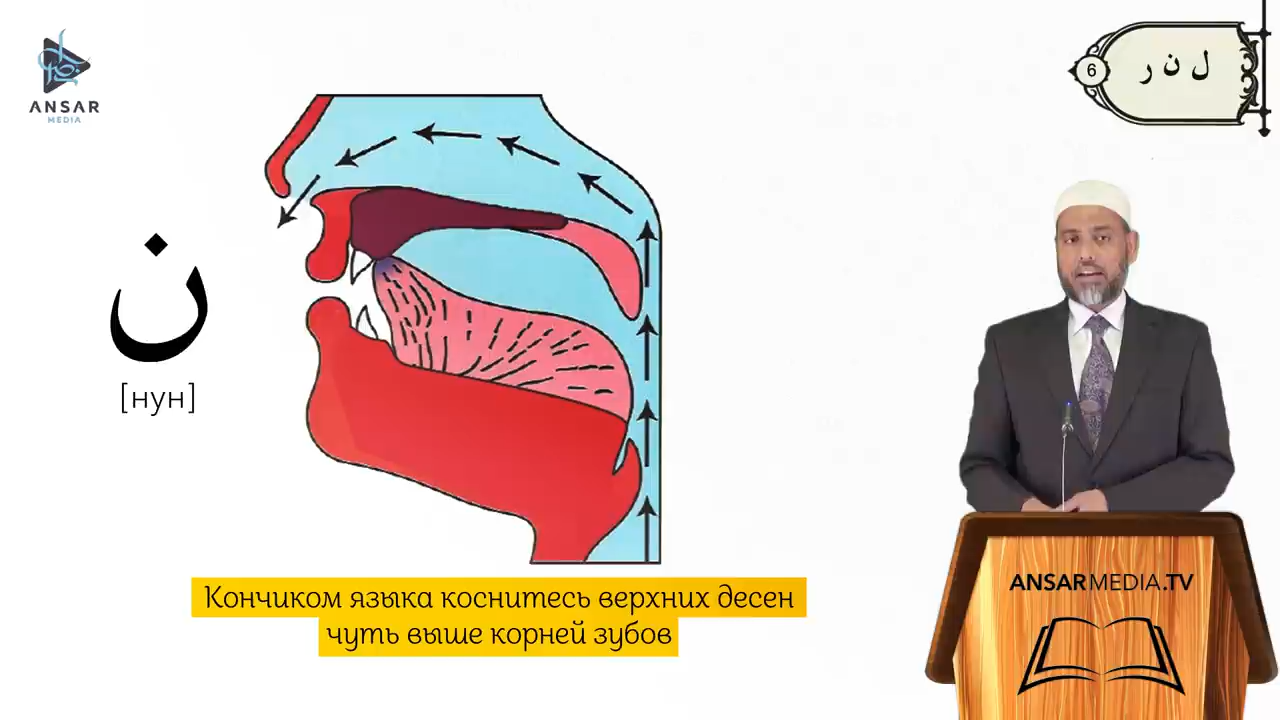 ANSAR
MEDIA
6
ل ن ر
ن
[нун]
Кончиком языка коснитесь верхних десен
чуть выше корней зубов
ANSARMEDIA.TV